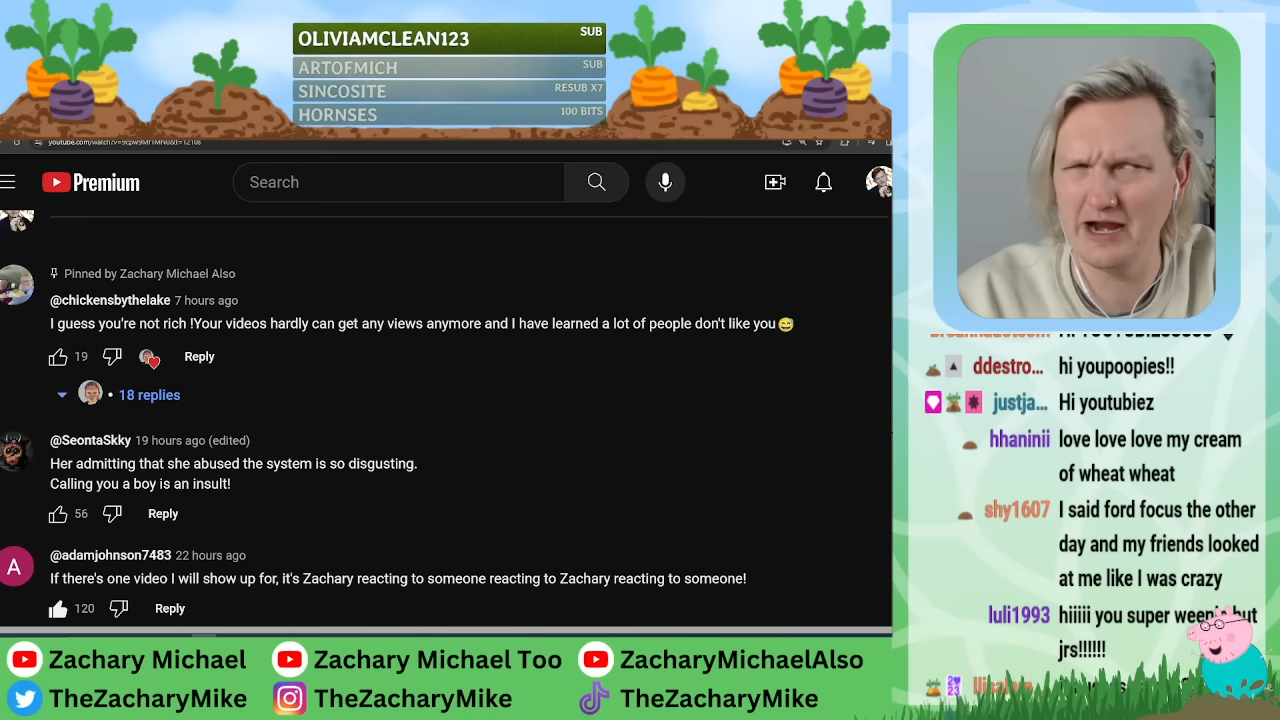 OLIVIAMCLEAN123 SUB
ARTOFMICH SUB
SINCOSITE RESUB X7
HORNSES 100 BITS
Premium
Search
Pinned by Zachary Michael Also
@chickensbythelake 7 hours ago
I guess you're not rich !Your videos hardly can get any views anymore and I have learned a lot of people don't like you😅
19 Reply
• 18 replies
@SeontaSkky 19 hours ago (edited)
Her admitting that she abused the system is so disgusting.
Calling you a boy is an insult!
56 Reply
A
@adamjohnson7483 22 hours ago
If there's one video I will show up for, it's Zachary reacting to someone reacting to Zachary reacting to someone!
120 Reply
ddestro... hi youpoopies!!
justja... Hi youtubiez
hhaninii love love love my cream
of wheat wheat
shy1607 I said ford focus the other
day and my friends looked
at me like I was crazy
luli1993 hiiiii you super
jrs!!!!!!
Zachary Michael
Zachary Michael Too
ZacharyMichaelAlso
TheZacharyMike
TheZacharyMike
TheZacharyMike